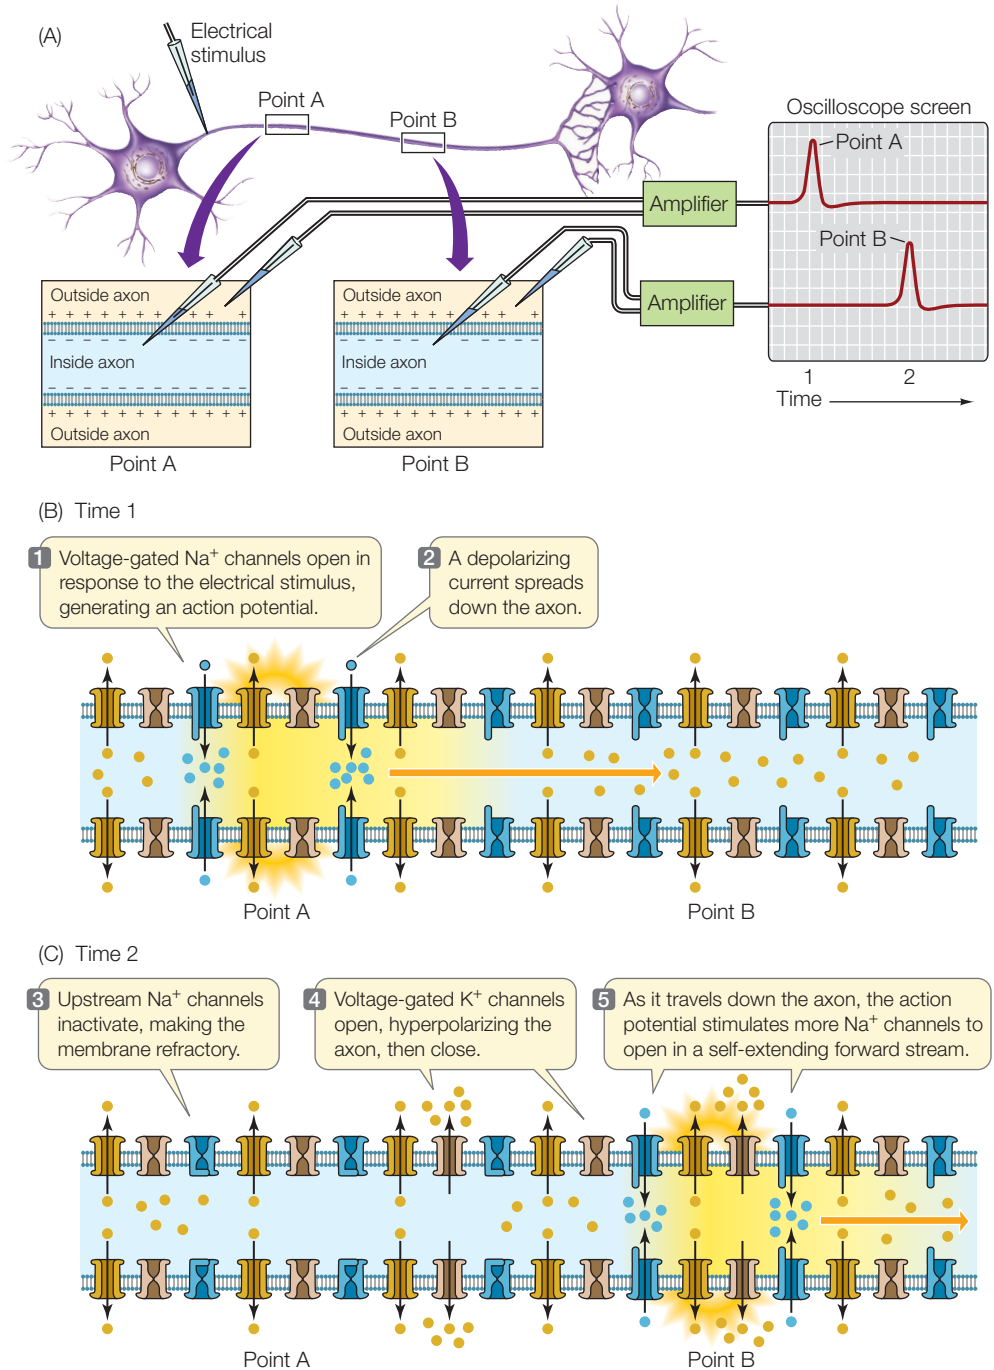 (A)
Electrical
stimulus
Point A
Point B
Oscilloscope screen
Point A
Point B
Amplifier
Amplifier
1 2
Time
Outside axon
+ + + + + + + + + +
– – – – – – – –
Inside axon
– – – – – – – – – –
+ + + + + + + + + +
Outside axon
Point A
Outside axon
+ + + + + + + + + +
– – – – – – – –
Inside axon
– – – – – – – – – –
+ + + + + + + + + +
Outside axon
Point B
(B) Time 1
1 Voltage-gated Na+ channels open in
response to the electrical stimulus,
generating an action potential.
2 A depolarizing
current spreads
down the axon.
Point A
Point B
(C) Time 2
3 Upstream Na+ channels
inactivate, making the
membrane refractory.
4 Voltage-gated K+ channels
open, hyperpolarizing the
axon, then close.
5 As it travels down the axon, the action
potential stimulates more Na+ channels to
open in a self-extending forward stream.
Point A
Point B